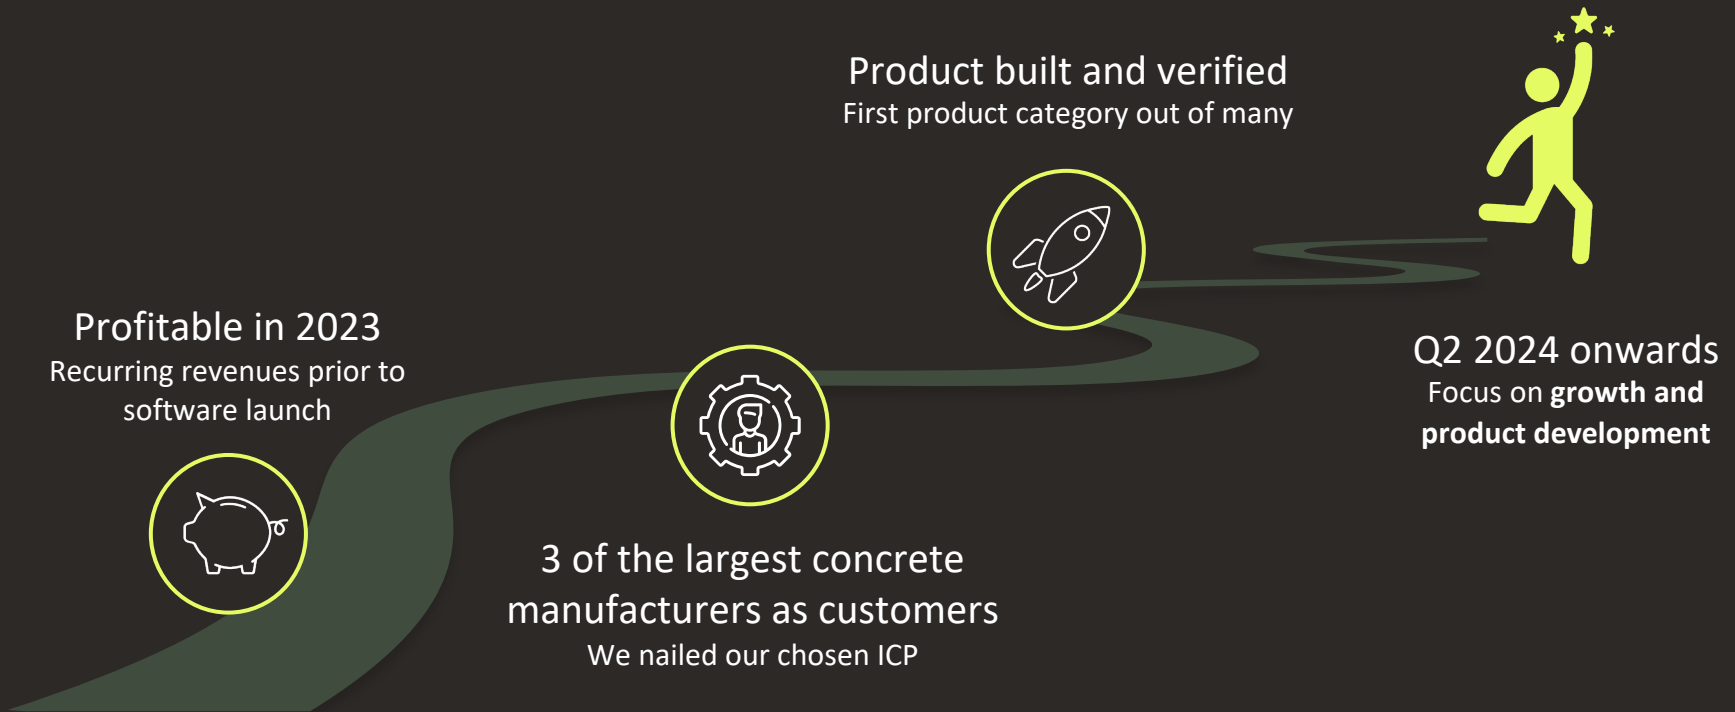 Product built and verified
First product category out of many
Profitable in 2023
Recurring revenues prior to
software launch
Q2 2024 onwards
Focus on growth and
product development
3 of the largest concrete
manufacturers as customers
We nailed our chosen ICP